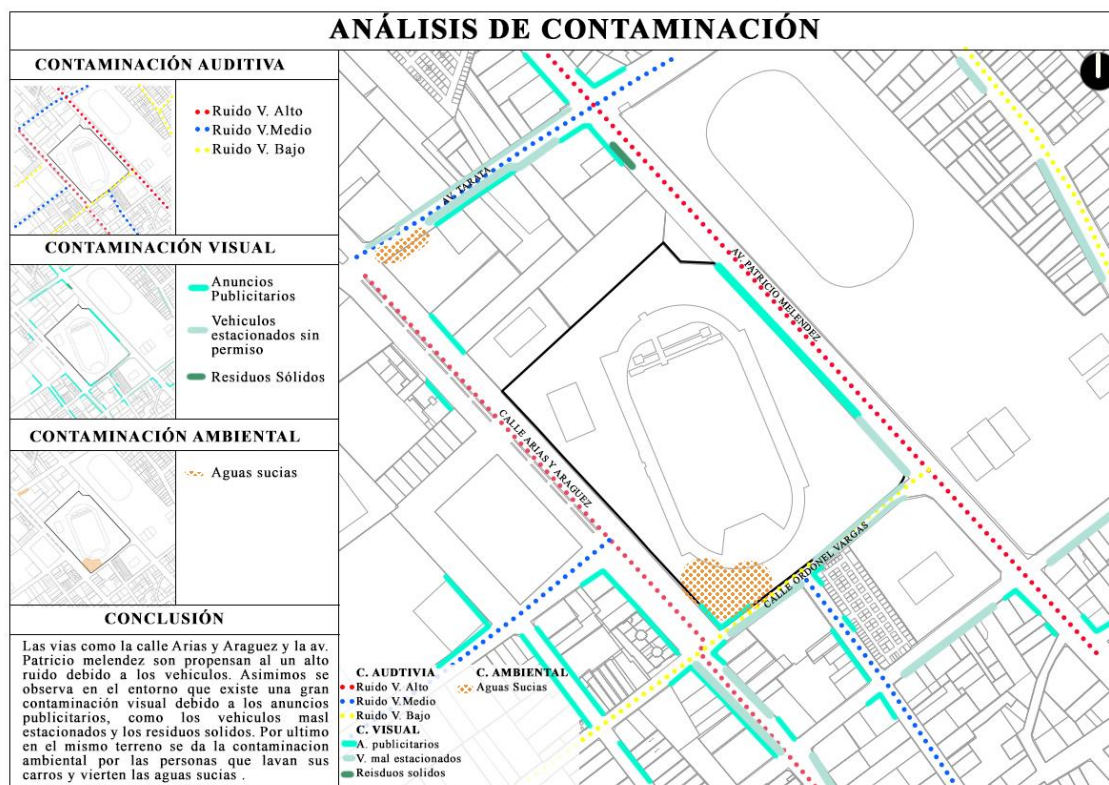 ANÁLISIS DE CONTAMINACIÓN
CONTAMINACIÓN AUDITIVA
Ruido V. Alto
Ruido V.Medio
Ruido V. Bajo
CONTAMINACIÓN VISUAL
Anuncios
Publicitarios
Vehiculos
estacionados sin
permiso
Residuos Sólidos
CONTAMINACIÓN AMBIENTAL
Aguas sucias
CONCLUSIÓN
Las vias como la calle Arias y Araguez y la av.
Patricio melendez son propensan al un alto
ruido debido a los vehiculos. Asimimos se
observa en el entorno que existe una gran
contaminación visual debido a los anuncios
publicitarios, como los vehiculos masl
estacionados y los residuos solidos. Por ultimo
en el mismo terreno se da la contaminacion
ambiental por las personas que lavan sus
carros y vierten las aguas sucias .
AV. TARATA
AV. PATRICIO MELENDEZ
CALLE ARIAS Y ARAGUEZ
CALLE ORDONEL VARGAS
C. AUDTIVIA
Ruido V. Alto
Ruido V.Medio
Ruido V. Bajo
C. VISUAL
A. publicitarios
V. mal estacionados
Reisduos solidos
C. AMBIENTAL
Aguas Sucias